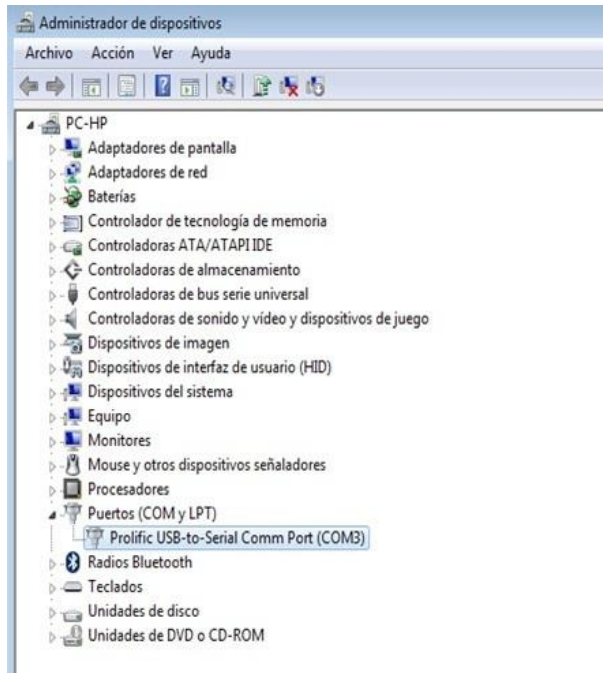 Administrador de dispositivos
Archivo Acción Ver Ayuda
PC-HP
Adaptadores de pantalla
Adaptadores de red
Baterías
Controlador de tecnología de memoria
Controladoras ATA/ATAPI IDE
Controladoras de almacenamiento
Controladoras de bus serie universal
Controladoras de sonido y vídeo y dispositivos de juego
Dispositivos de imagen
Dispositivos de interfaz de usuario (HID)
Dispositivos del sistema
Equipo
Monitores
Mouse y otros dispositivos señaladores
Procesadores
Puertos (COM y LPT)
Prolific USB-to-Serial Comm Port (COM3)
Radios Bluetooth
Teclados
Unidades de disco
Unidades de DVD o CD-ROM